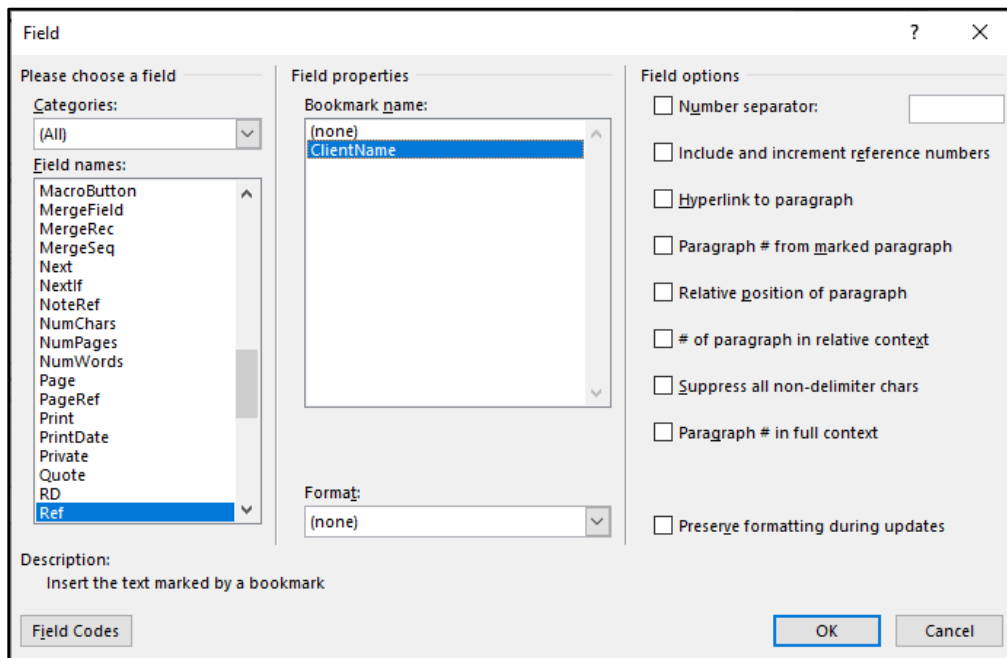 Field
?
Please choose a field
Categories:
(All)
Field names:
MacroButton
MergeField
MergeRec
MergeSeq
Next
NextIf
NoteRef
NumChars
NumPages
NumWords
Page
PageRef
Print
PrintDate
Private
Quote
RD
Ref
Field properties
Bookmark name:
(none)
ClientName
Format:
(none)
Field options
Number separator:
Include and increment reference numbers
Hyperlink to paragraph
Paragraph # from marked paragraph
Relative position of paragraph
# of paragraph in relative context
Suppress all non-delimiter chars
Paragraph # in full context
Preserve formatting during updates
Description:
Insert the text marked by a bookmark
Field Codes
OK
Cancel